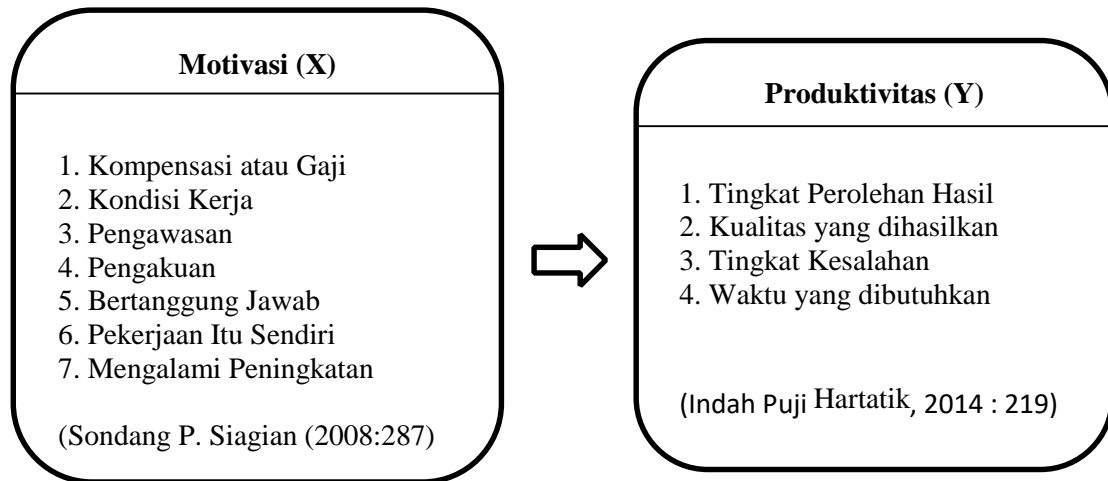 Motivasi (X)
1. Kompensasi atau Gaji
2. Kondisi Kerja
3. Pengawasan
4. Pengakuan
5. Bertanggung Jawab
6. Pekerjaan Itu Sendiri
7. Mengalami Peningkatan
(Sondang P. Siagian (2008:287)
Produktivitas (Y)
1. Tingkat Perolehan Hasil
2. Kualitas yang dihasilkan
3. Tingkat Kesalahan
4. Waktu yang dibutuhkan
(Indah Puji Hartatik, 2014 : 219)